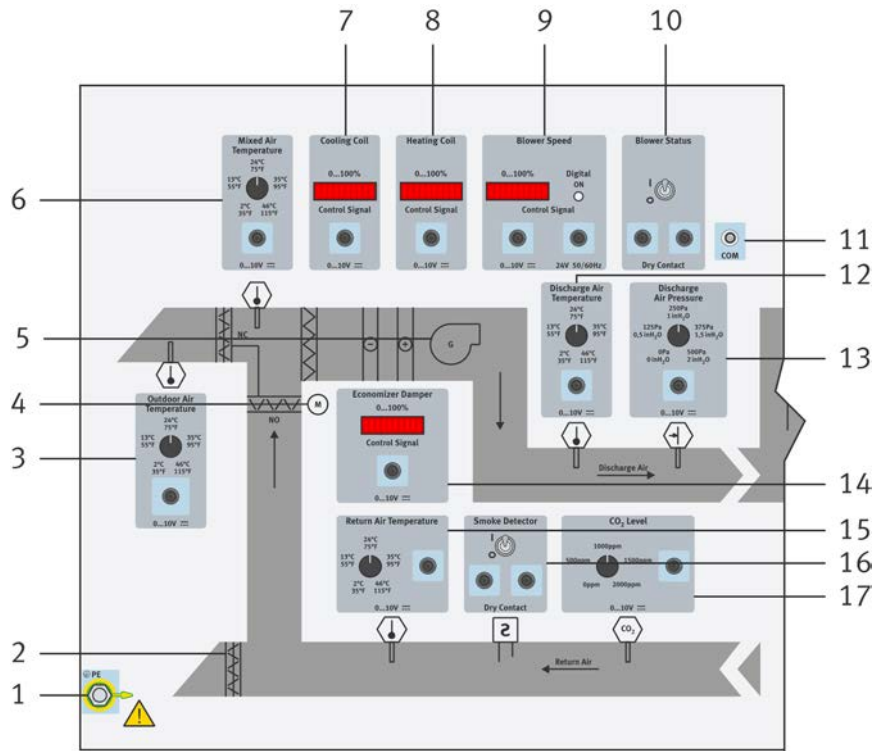 7 8 9 10
6
Mixed Air
Temperature
24°C
75°F
13°C
55°F
35°C
95°F
2°C
35°F
46°C
115°F
0...10V
Cooling Coil
0...100%
Control Signal
0...10V
Heating Coil
0...100%
Control Signal
0...10V
Blower Speed
0...100%
Digital
ON
Control Signal
0...10V 24V 50/60Hz
Blower Status
I
Dry Contact
COM
11
12
Discharge Air
Temperature
24°C
75°F
13°C
55°F
35°C
95°F
2°C
35°F
46°C
115°F
0...10V
Discharge
Air Pressure
250Pa
1 inH₂O
125Pa
0,5 inH₂O
375Pa
1,5 inH₂O
0Pa
0 inH₂O
500Pa
2 inH₂O
0...10V
13
5
NC
G
4
M
NO
3
Outdoor Air
Temperature
24°C
75°F
13°C
55°F
35°C
95°F
2°C
35°F
46°C
115°F
0...10V
Economizer Damper
0...100%
Control Signal
0...10V
Discharge Air
14
15
Return Air Temperature
24°C
75°F
13°C
55°F
35°C
95°F
2°C
35°F
46°C
115°F
0...10V
Smoke Detector
I
Dry Contact
16
CO₂ Level
1000ppm
500ppm 1500ppm
0ppm 2000ppm
0...10V
17
S
CO₂
2
Return Air
1
PE
!